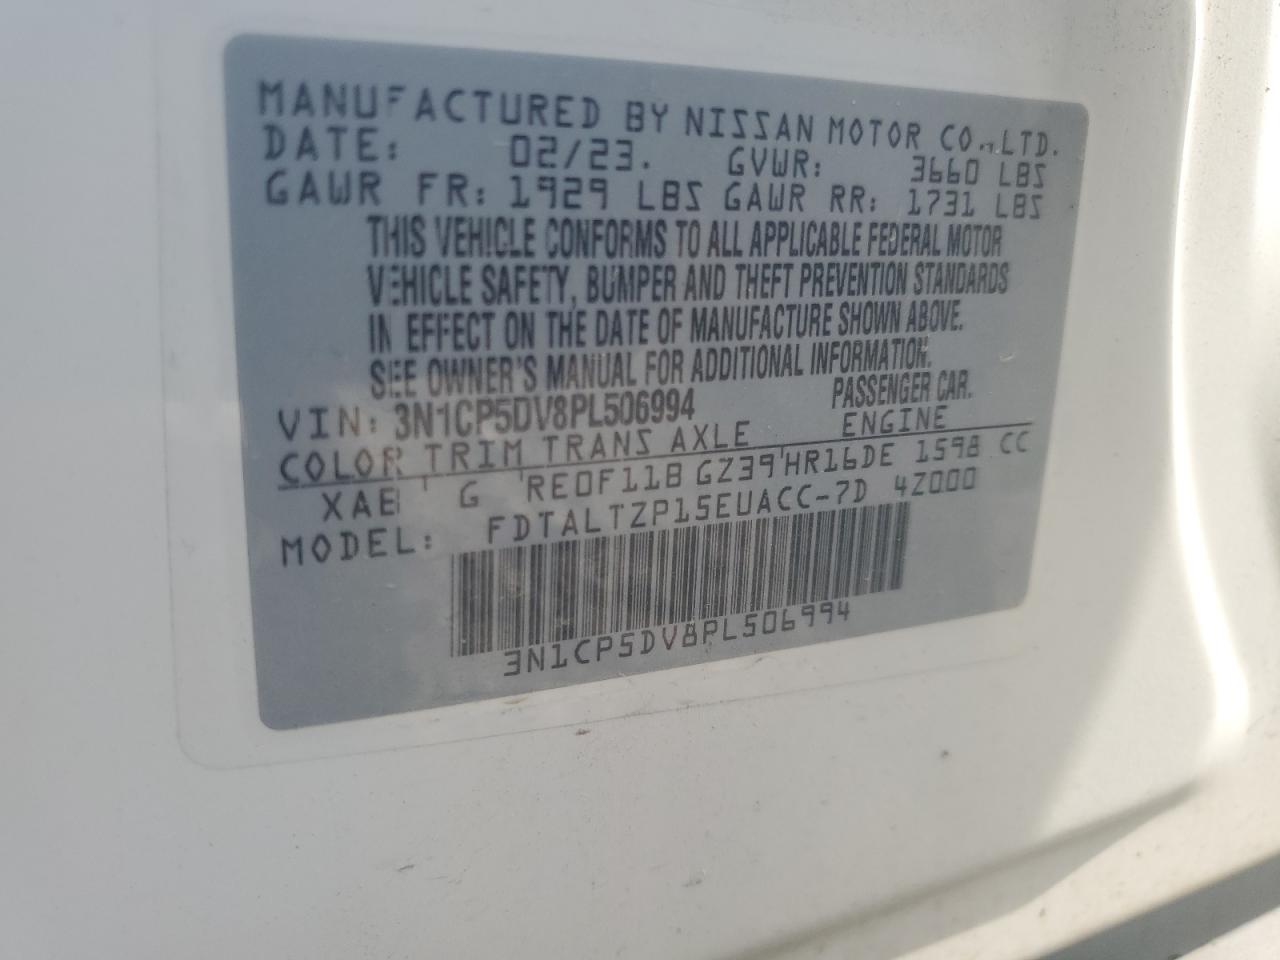 MANUFACTURED BY NISSAN MOTOR CO.,LTD.
DATE: 02/23. GVWR: 3660 LBS
GAWR FR: 1929 LBS GAWR RR: 1731 LBS
THIS VEHICLE CONFORMS TO ALL APPLICABLE FEDERAL MOTOR
VEHICLE SAFETY, BUMPER AND THEFT PREVENTION STANDARDS
IN EFFECT ON THE DATE OF MANUFACTURE SHOWN ABOVE.
SEE OWNER'S MANUAL FOR ADDITIONAL INFORMATION.
VIN: 3N1CP5DV8PL506994 PASSENGER CAR.
COLOR TRIM TRANS AXLE ENGINE
XAE G RE0F11B GZ39 HR16DE 1598 CC
MODEL: FDTALTZP15EUACC-7D 4Z000
3N1CP5DV8PL506994